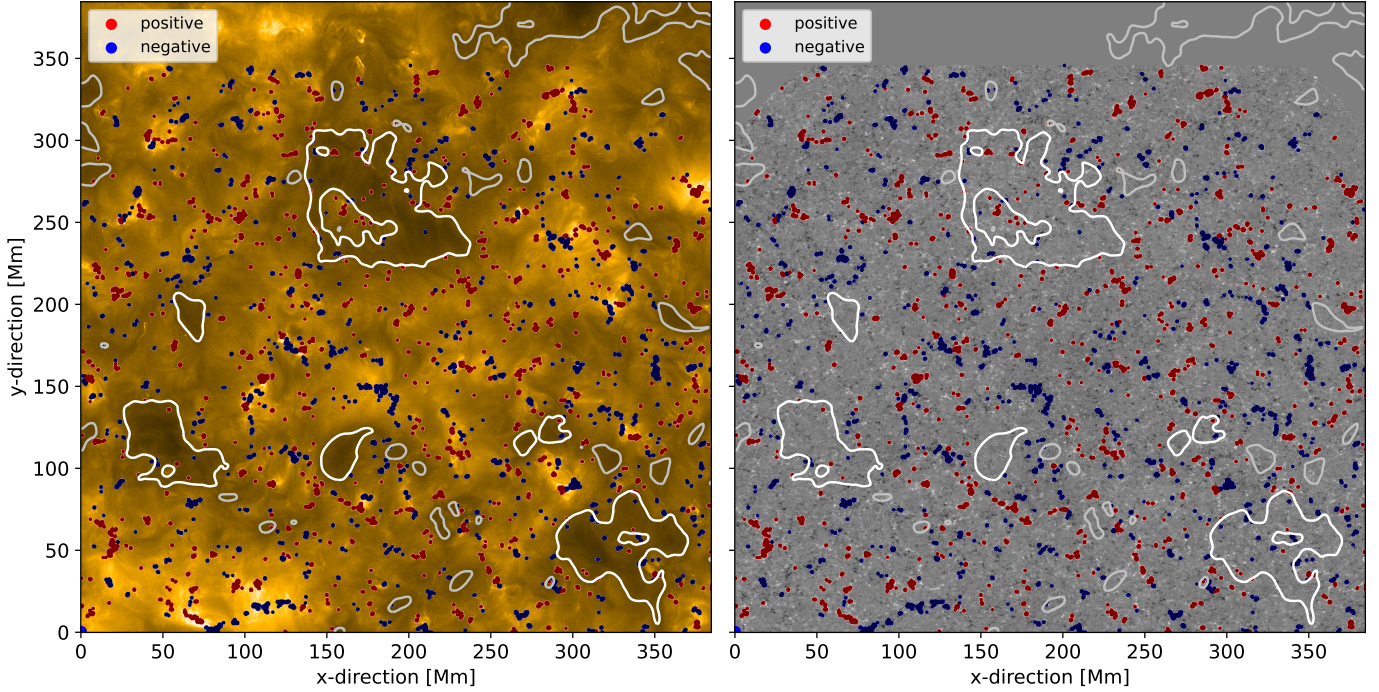 positive
negative
350
300
250
200
150
100
50
0
y-direction [Mm]
0 50 100 150 200 250 300 350
x-direction [Mm]
positive
negative
0 50 100 150 200 250 300 350
x-direction [Mm]